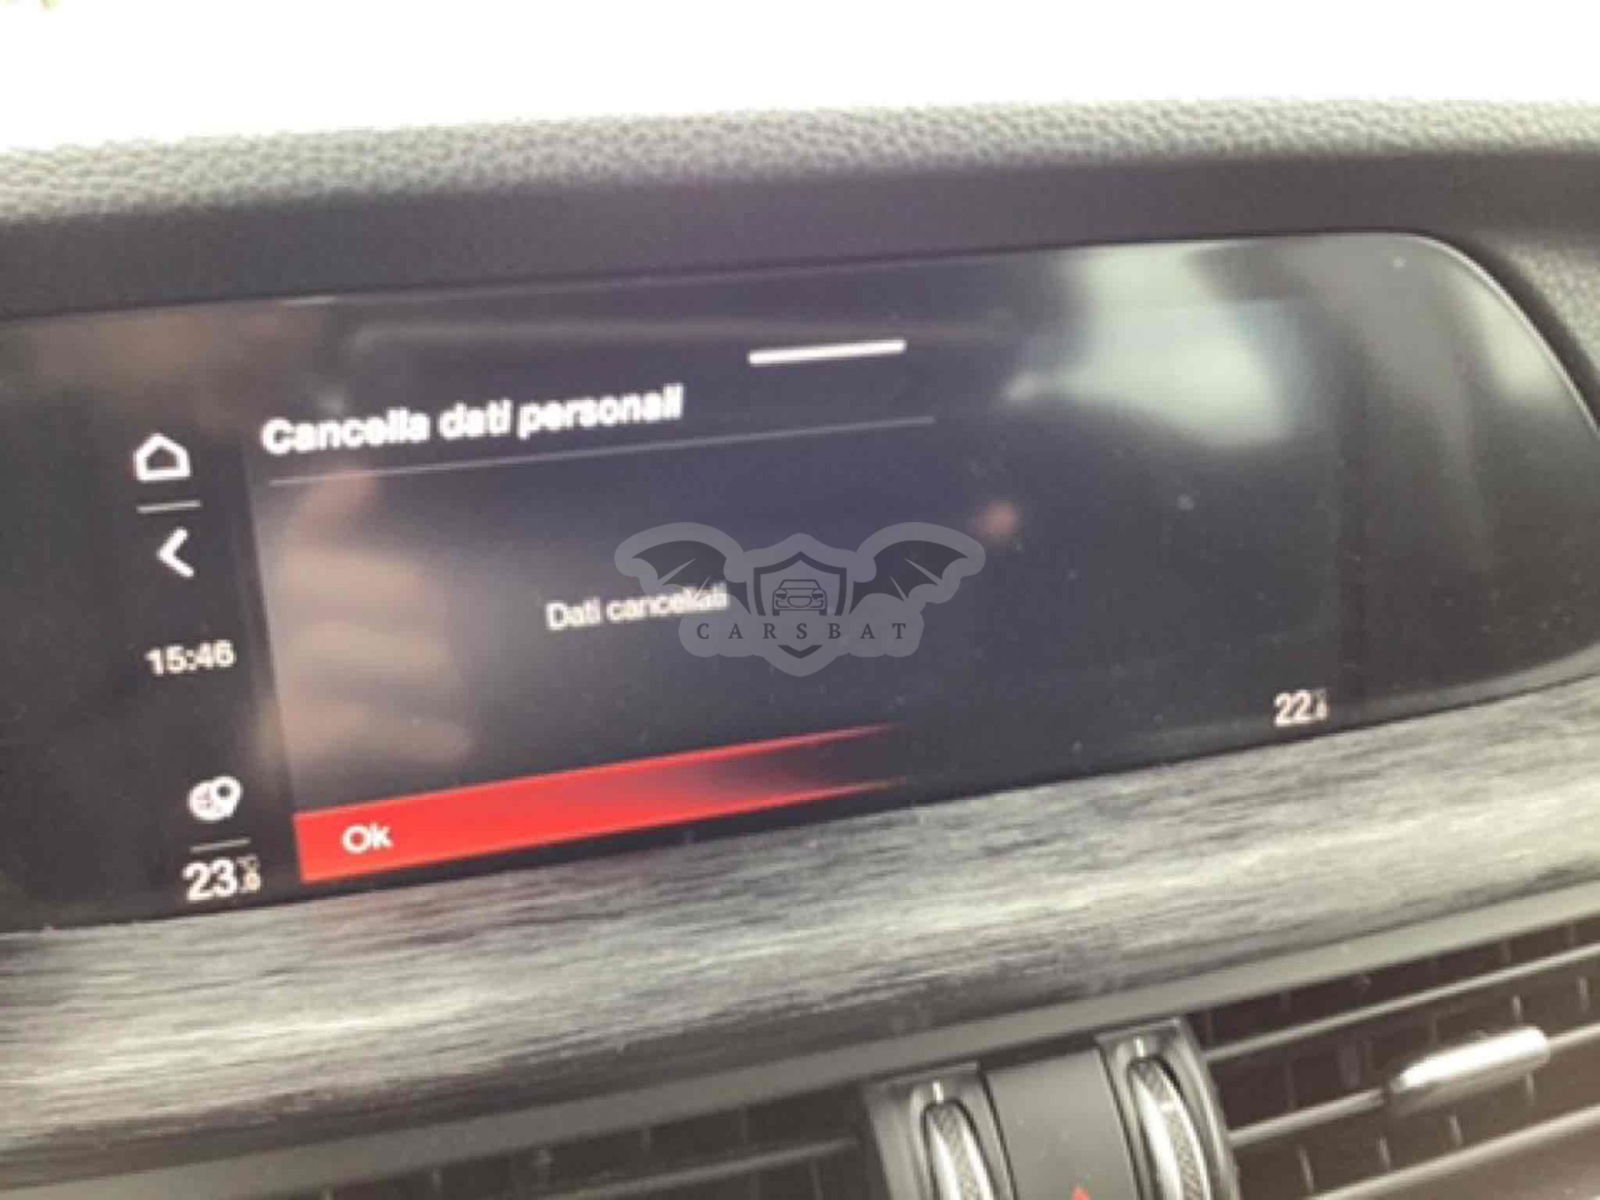 Cancella dati personali
Dati cancellati
CARSBAT
15:46
22.
23.
Ok